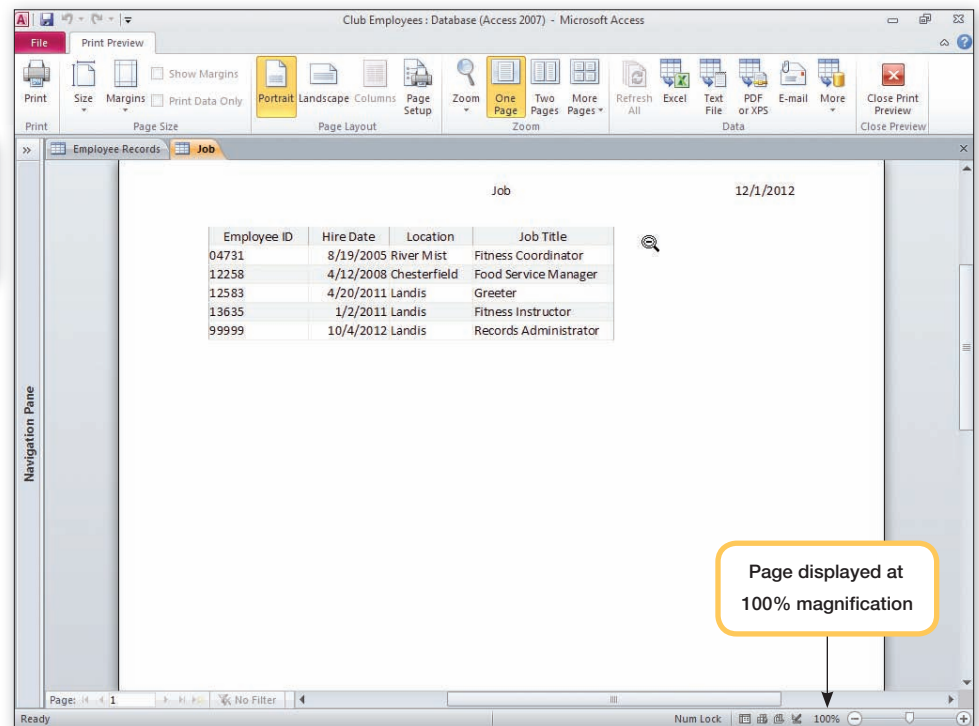 A
Club Employees : Database (Access 2007) - Microsoft Access
File
Print Preview
Print
Size
Margins
Show Margins
Print Data Only
Portrait
Landscape
Columns
Page Setup
Zoom
One Page
Two Pages
More Pages
Refresh All
Excel
Text File
PDF or XPS
E-mail
More
Close Print Preview
Print
Page Size
Page Layout
Zoom
Data
Close Preview
» Employee Records Job
Job 12/1/2012
Employee ID Hire Date Location Job Title
04731 8/19/2005 River Mist Fitness Coordinator
12258 4/12/2008 Chesterfield Food Service Manager
12583 4/20/2011 Landis Greeter
13635 1/2/2011 Landis Fitness Instructor
99999 10/4/2012 Landis Records Administrator
Navigation Pane
Page displayed at
100% magnification
Page: 1 No Filter
Ready Num Lock 100%